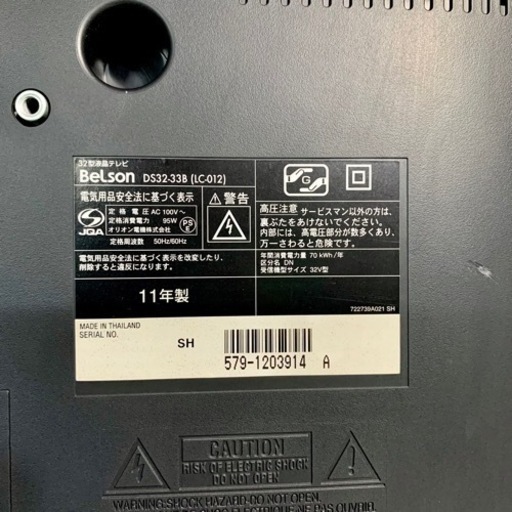 32型液晶テレビ
BeLson DS32-33B (LC-012)
電気用品安全法に基づく表示
定格電圧 AC 100V~
定格消費電力 95W
オリオン電機株式会社
定格周波数 50Hz/60Hz
JQA
PS E
警告
電気用品安全法に基づく表示を改変したり、
削除すると違反になります。
G
高圧注意 サービスマン以外の方は、
裏ぶたをあけないでください。
内部には、高電圧部分が数多くあり、
万一さわると危険です。
年間消費電力量 70 kWh/年
区分名 DN
受信機型サイズ 32V型
11年製
722739A021 SH
MADE IN THAILAND
SERIAL NO.
SH
579-1203914 A
CAUTION
RISK OF ELECTRIC SHOCK
DO NOT OPEN
WARNING:SHOCK HAZARD-DO NOT OPEN.